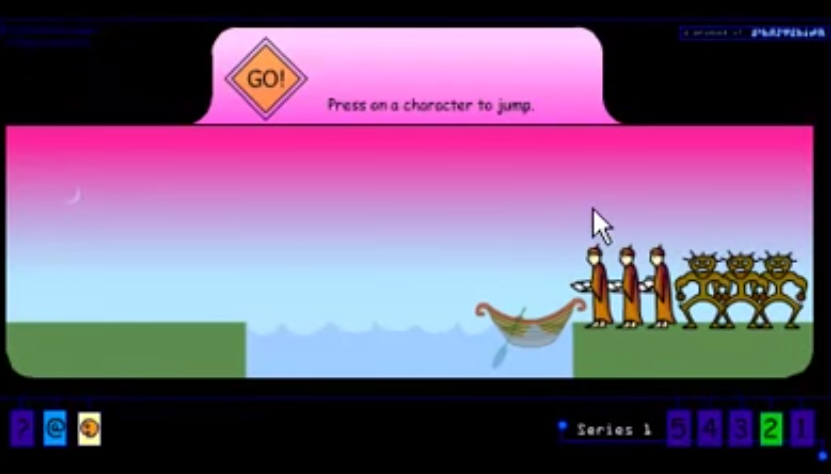 GO!
Press on a character to jump.
? @
Series 1 5 4 3 2 1